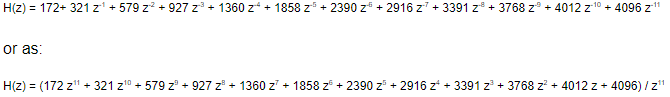 H(z) = 172+ 321 z⁻¹ + 579 z⁻² + 927 z⁻³ + 1360 z⁻⁴ + 1858 z⁻⁵ + 2390 z⁻⁶ + 2916 z⁻⁷ + 3391 z⁻⁸ + 3768 z⁻⁹ + 4012 z⁻¹⁰ + 4096 z⁻¹¹
or as:
H(z) = (172 z¹¹ + 321 z¹⁰ + 579 z⁹ + 927 z⁸ + 1360 z⁷ + 1858 z⁶ + 2390 z⁵ + 2916 z⁴ + 3391 z³ + 3768 z² + 4012 z + 4096) / z¹¹